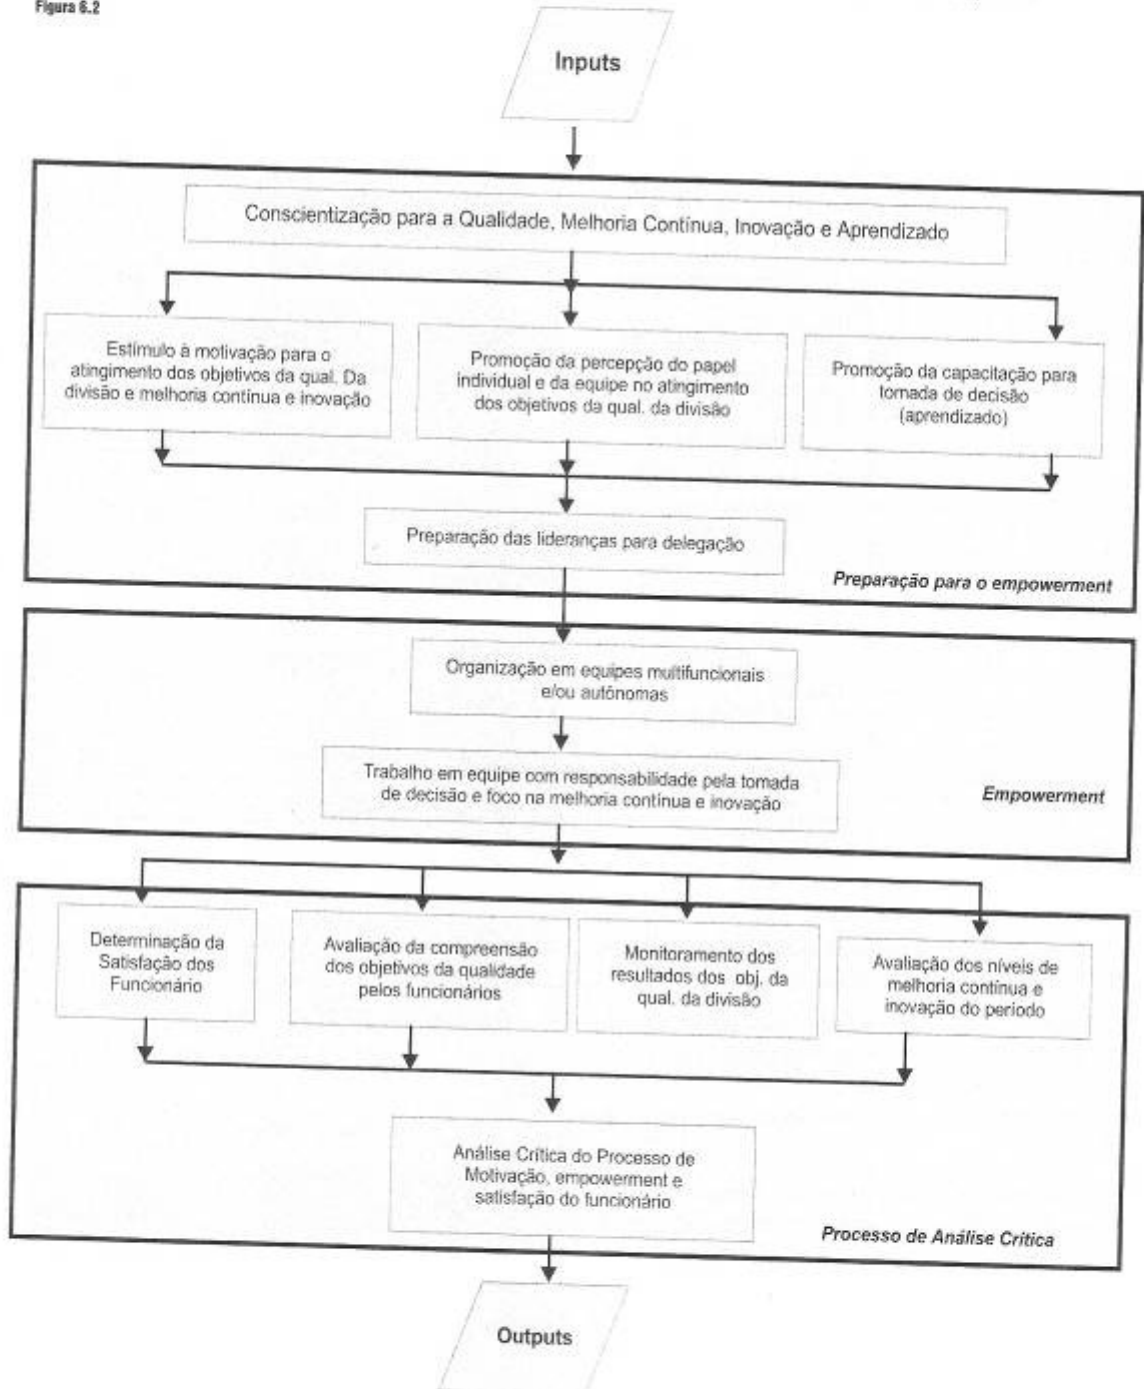 Figura 6.2
Inputs
Conscientização para a Qualidade, Melhoria Contínua, Inovação e Aprendizado
Estímulo à motivação para o
atingimento dos objetivos da qual. Da
divisão e melhoria contínua e inovação
Promoção da percepção do papel
individual e da equipe no atingimento
dos objetivos da qual. da divisão
Promoção da capacitação para
tomada de decisão
(aprendizado)
Preparação das lideranças para delegação
Preparação para o empowerment
Organização em equipes multifuncionais
e/ou autônomas
Trabalho em equipe com responsabilidade pela tomada
de decisão e foco na melhoria contínua e inovação
Empowerment
Determinação da
Satisfação dos
Funcionário
Avaliação da compreensão
dos objetivos da qualidade
pelos funcionários
Monitoramento dos
resultados dos obj. da
qual. da divisão
Avaliação dos níveis de
melhoria contínua e
inovação do período
Análise Crítica do Processo de
Motivação, empowerment e
satisfação do funcionário
Processo de Análise Crítica
Outputs